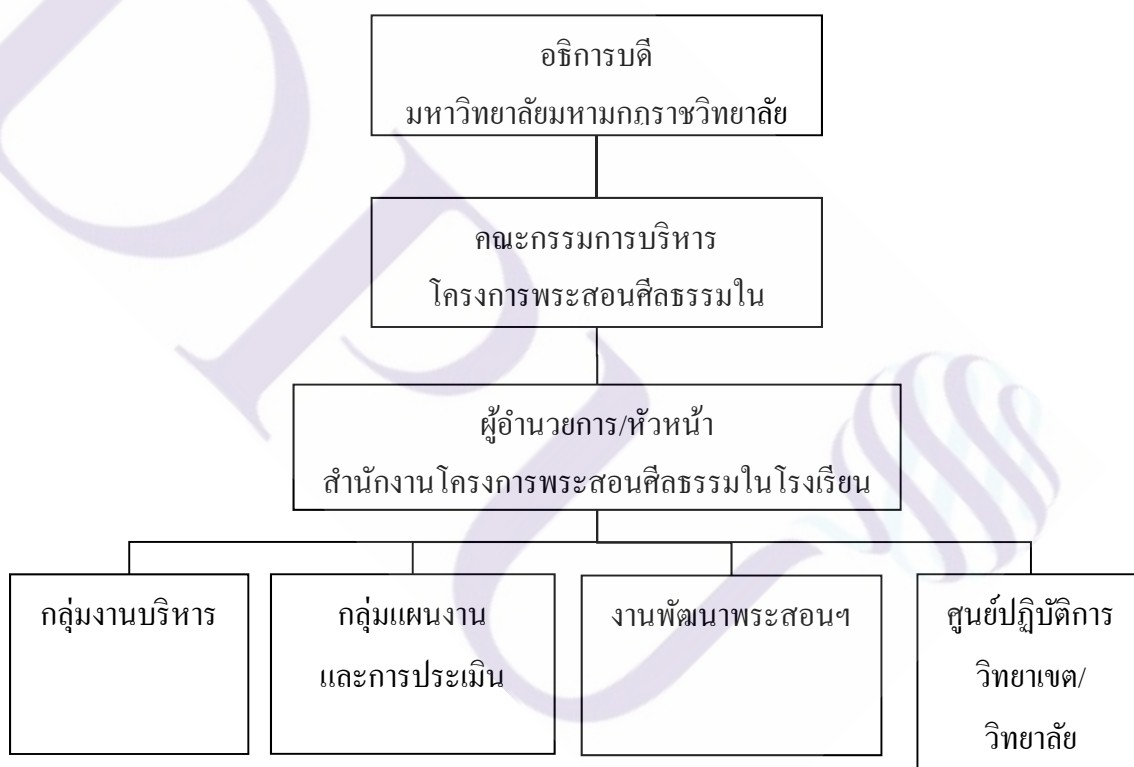 อธิการบดี
มหาวิทยาลัยมหามกุฎราชวิทยาลัย
คณะกรรมการบริหาร
โครงการพระสอนศีลธรรมใน
ผู้อำนวยการ/หัวหน้า
สำนักงานโครงการพระสอนศีลธรรมในโรงเรียน
กลุ่มงานบริหาร
กลุ่มแผนงาน
และการประเมิน
งานพัฒนาพระสอนฯ
ศูนย์ปฏิบัติการ
วิทยาเขต/
วิทยาลัย
DPU